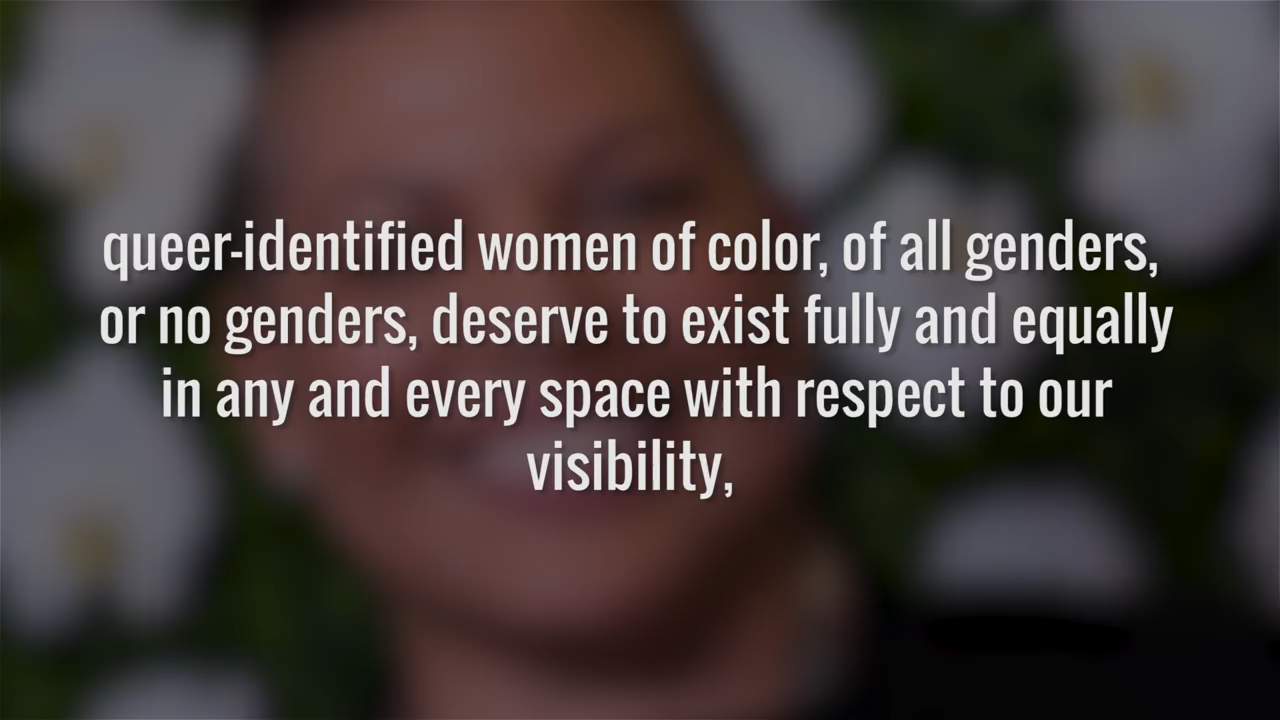 queer-identified women of color, of all genders,
or no genders, deserve to exist fully and equally
in any and every space with respect to our
visibility,